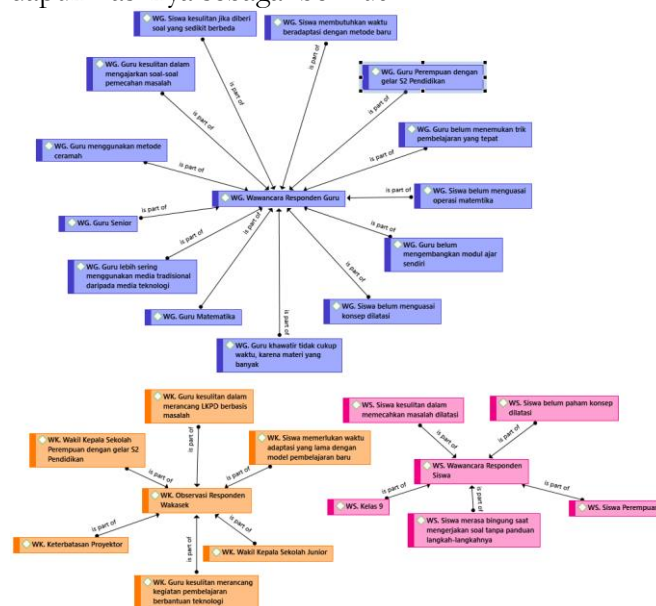 WG. Siswa kesulitan jika diberi
soal yang sedikit berbeda
WG. Siswa membutuhkan waktu
beradaptasi dengan metode baru
WG. Guru kesulitan dalam
mengajarkan soal-soal
pemecahan masalah
WG. Guru Perempuan dengan
gelar S2 Pendidikan
is part of
is part of
is part of
is part of
WG. Guru menggunakan metode
ceramah
WG. Guru belum menemukan trik
pembelajaran yang tepat
is part of
is part of
WG. Wawancara Responden Guru
is part of
WG. Siswa belum menguasai
operasi matemtika
WG. Guru Senior
is part of
is part of
is part of
is part of
is part of
is part of
is part of
WG. Guru belum
mengembangkan modul ajar
sendiri
WG. Guru lebih sering
menggunakan media tradisional
daripada media teknologi
WG. Guru Matematika
WG. Siswa belum menguasai
konsep dilatasi
WG. Guru khawatir tidak cukup
waktu, karena materi yang
banyak
WK. Guru kesulitan dalam
merancang LKPD berbasis
masalah
WK. Wakil Kepala Sekolah
Perempuan dengan gelar S2
Pendidikan
WK. Siswa memerlukan waktu
adaptasi yang lama dengan
model pembelajaran baru
is part of
is part of
is part of
WK. Observasi Responden
Wakasek
is part of
is part of
is part of
WK. Keterbatasan Proyektor
WK. Wakil Kepala Sekolah Junior
WK. Guru kesulitan merancang
kegiatan pembelajaran
berbantuan teknologi
WS. Siswa kesulitan dalam
memecahkan masalah dilatasi
WS. Siswa belum paham konsep
dilatasi
is part of
is part of
WS. Wawancara Responden
Siswa
is part of
is part of
is part of
WS. Kelas 9
WS. Siswa Perempuan
WS. Siswa merasa bingung saat
mengerjakan soal tanpa panduan
langkah-langkahnya